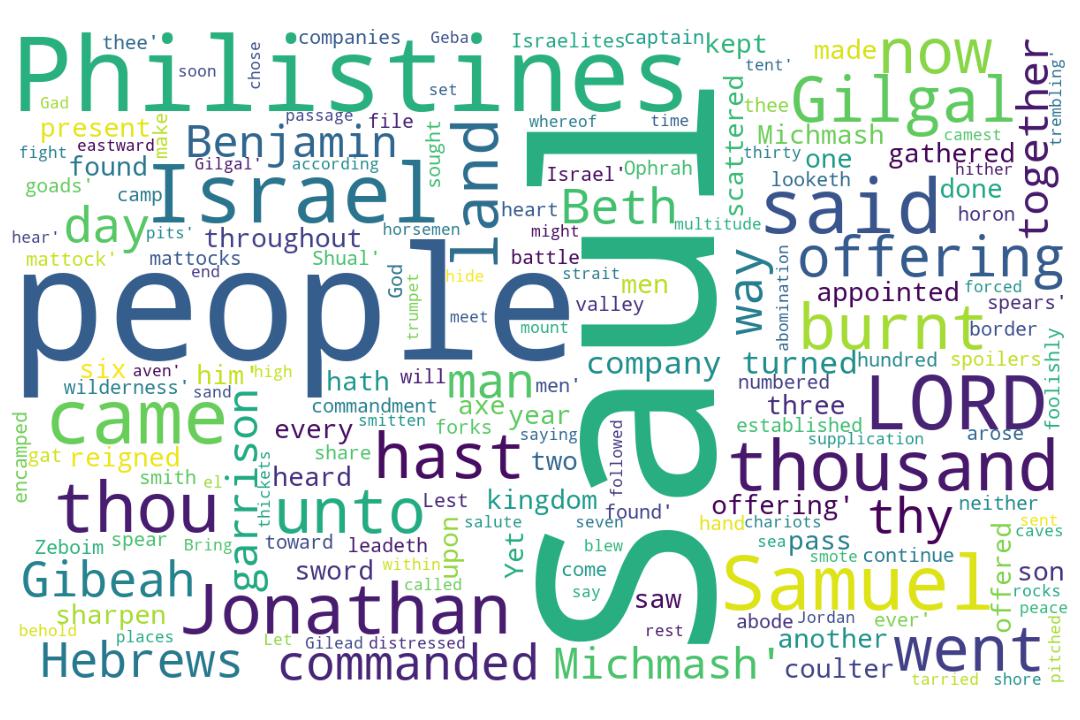 Philistines
thee'
soon
chose
companies
Geba
Israelites
captain
kept
made
now
tent'
together
trembling
Gad
set
present
make
passage
file
sought
land
whereof
time
scattered
thee
Gilgal
Michmash
camest
fight
eastward
Benjamin
found
Gilgal'
according
Israel
Israel'
Ophrah
thirty
one
gathered
hither
goads'
camp
heart
Beth
looketh
done
day
pits'
horsemen
multitude
said
horon
hear'
throughout
might
battle
mattock'
mattocks
Shual'
God
hide
strait
men
way
abomination
offering
end
trumpet
valley
appointed
forced
spears'
people
meet
mount
Saul
burnt
border
six
aven'
him'
high
company
turned
hundred
spoilers
foolishly
wilderness'
sand
hath
will
man
men'
numbered
LORD
came
garrison
commandment
axe
year
three
smitten
forks
established
encamped
every
saying
supplication
arose
gat
reigned
share
hast
two
followed
thousand
smith
el
thickets
heard
thou
unto
Lest
kingdom
found'
offering'
thy
neither
salute
seven
hand
chariots
sent
caves
Zeboim
spear
Bring
toward
leadeth
upon
Yet
blew
sea
pass
smote
continue
offered
Gibeah
sword
within
come
Samuel
son
called
say
saw
rocks
sharpen
Jonathan
peace
abode
Jordan
ever'
behold
places
Let
Gilead
distressed
rest
another
went
pitched
Hebrews
commanded
Michmash'
coulter
tarried
shore